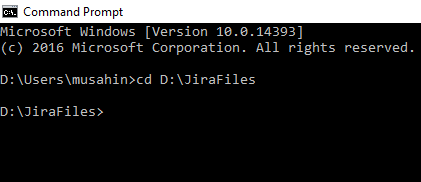 Command Prompt
Microsoft Windows [Version 10.0.14393]
(c) 2016 Microsoft Corporation. All rights reserved.
D:\Users\musahin>cd D:\JiraFiles
D:\JiraFiles>